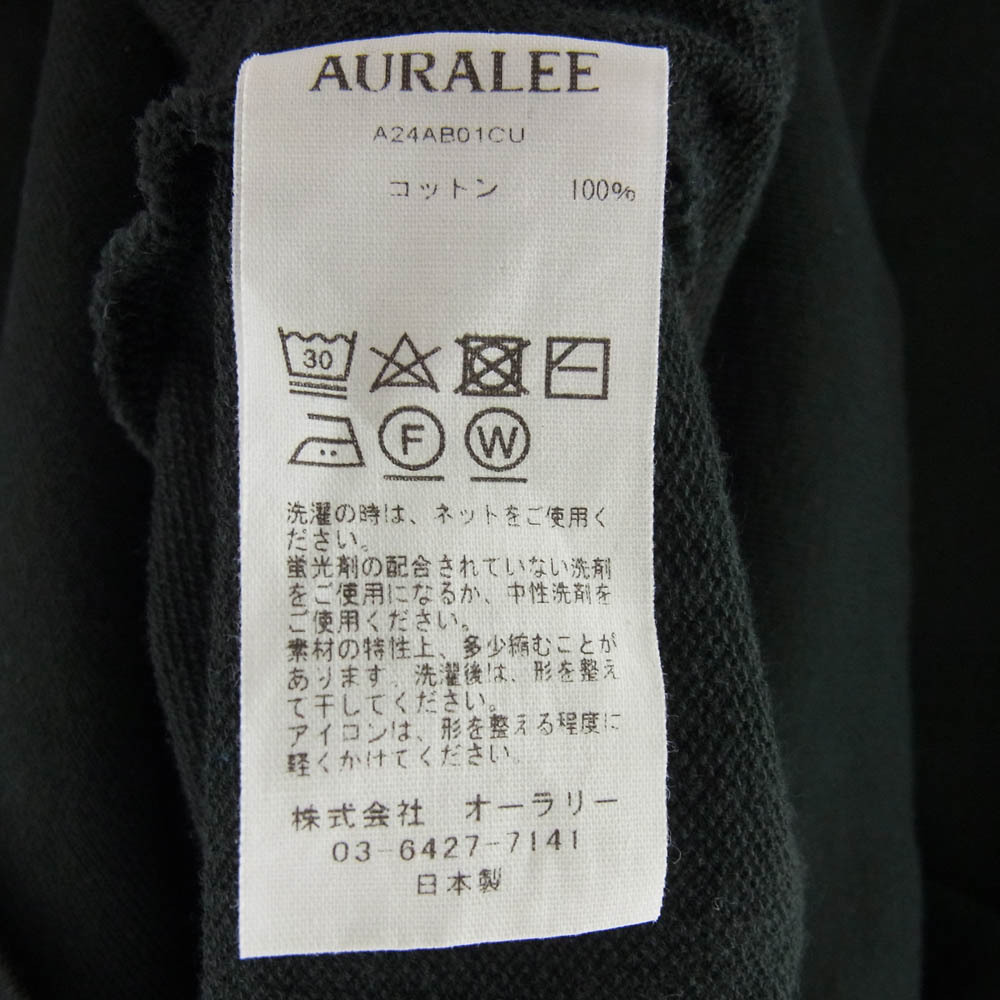 AURALEE
A24AB01CU
コットン 100%
30
F W
洗濯の時は、ネットをご使用く
ださい。
蛍光剤の配合されていない洗剤
をご使用になるか、中性洗剤を
ご使用ください。
素材の特性上、多少縮むことが
あります。洗濯後は、形を整え
て干してください。
アイロンは、形を整える程度に
軽くかけてください。
株式会社 オーラリー
03-6427-7141
日本製